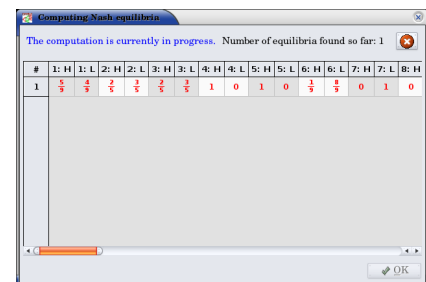 Computing Nash equilibria
The computation is currently in progress. Number of equilibria found so far: 1
# 1: H 1: L 2: H 2: L 3: H 3: L 4: H 4: L 5: H 5: L 6: H 6: L 7: H 7: L 8: H
1 5/9 4/9 2/5 3/5 2/5 3/5 1 0 1 0 1/9 8/9 0 1 0
OK